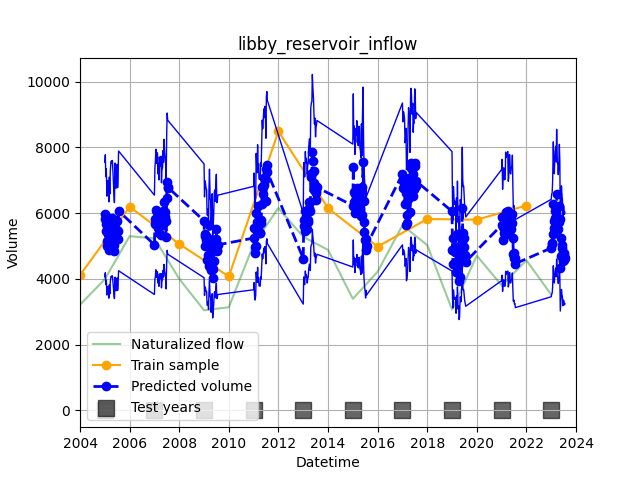 libby_reservoir_inflow
10000
8000
6000
4000
2000
0
Volume
Naturalized flow
Train sample
Predicted volume
Test years
2004 2006 2008 2010 2012 2014 2016 2018 2020 2022 2024
Datetime